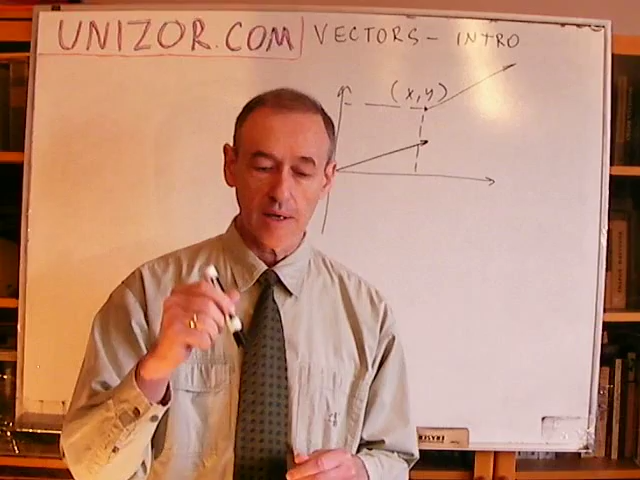 UNIZOR.COM | VECTORS - INTRO
(x,y)